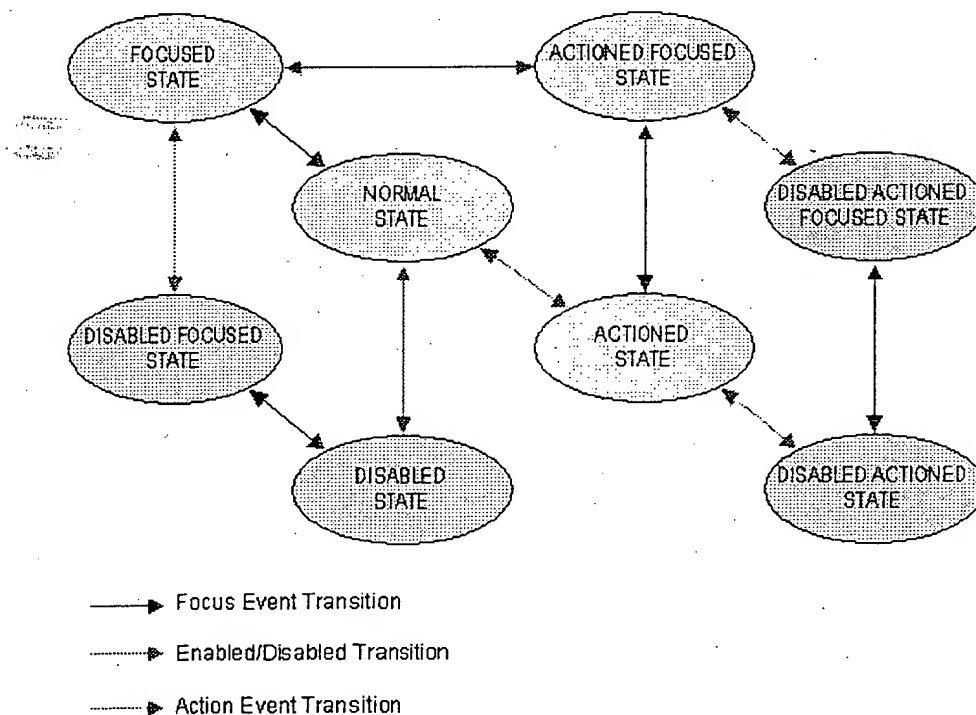 FOCUSED
STATE
ACTIONED FOCUSED
STATE
NORMAL
STATE
DISABLED ACTIONED
FOCUSED STATE
DISABLED FOCUSED
STATE
ACTIONED
STATE
DISABLED
STATE
DISABLED ACTIONED
STATE
Focus Event Transition
Enabled/Disabled Transition
Action Event Transition